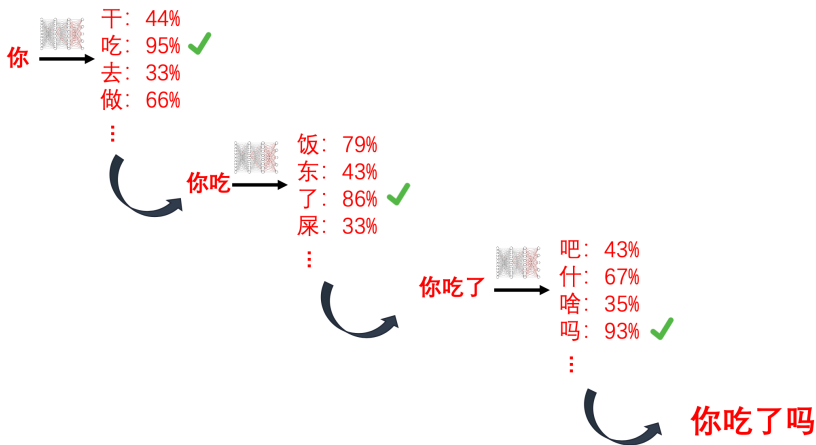 你
干： 44%
吃： 95%
去： 33%
做： 66%
…
你吃
饭： 79%
东： 43%
了： 86%
屎： 33%
…
你吃了
吧： 43%
什： 67%
啥： 35%
吗： 93%
…
你吃了吗